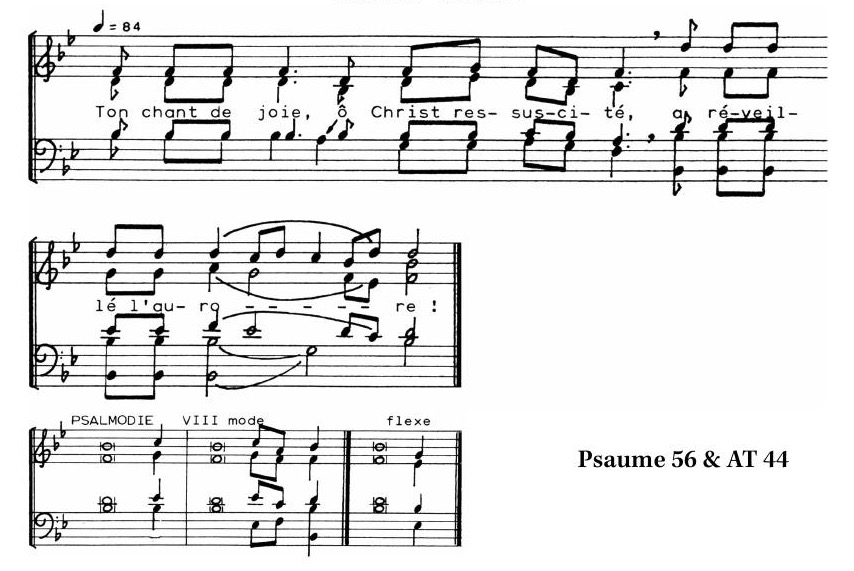 = 84
Ton chant de joie, ô Christ res- sus-ci- té, a ré-veil-
lé l'au- ro - - - - - re !
PSALMODIE VIII mode flexe
Psaume 56 & AT 44